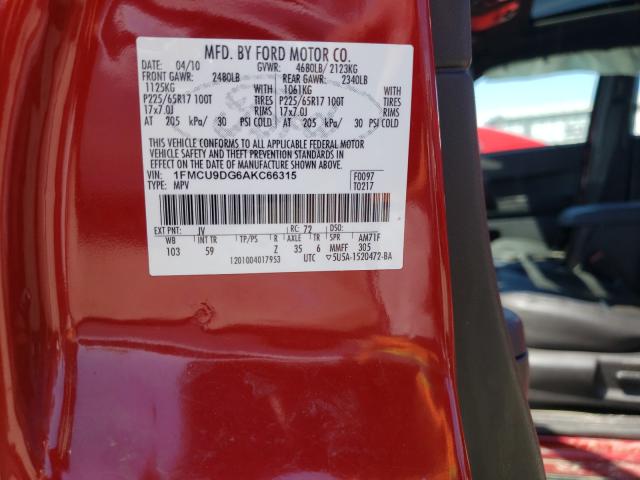 MFD. BY FORD MOTOR CO.
DATE: 04/10 GVWR: 4680LB/ 2123KG
FRONT GAWR: 2480LB REAR GAWR: 2340LB
1125KG WITH 1061KG WITH
P225/65R17 100T TIRES P225/65R17 100T TIRES
17x7.0J RIMS 17x7.0J RIMS
AT 205 kPa/ 30 PSI COLD AT 205 kPa/ 30 PSI COLD
THIS VEHICLE CONFORMS TO ALL APPLICABLE FEDERAL MOTOR
VEHICLE SAFETY AND THEFT PREVENTION STANDARDS IN
EFFECT ON THE DATE OF MANUFACTURE SHOWN ABOVE.
VIN: 1FMCU9DG6AKC66315 F0097
TYPE: MPV T0217
EXT PNT: JV RC: 72 DSO:
WB INT TR TP/PS R AXLE TR SPR AM71F
103 59 Z 35 6 MMFF 305
1201004017953 UTC ▽5U5A-1520472-BA